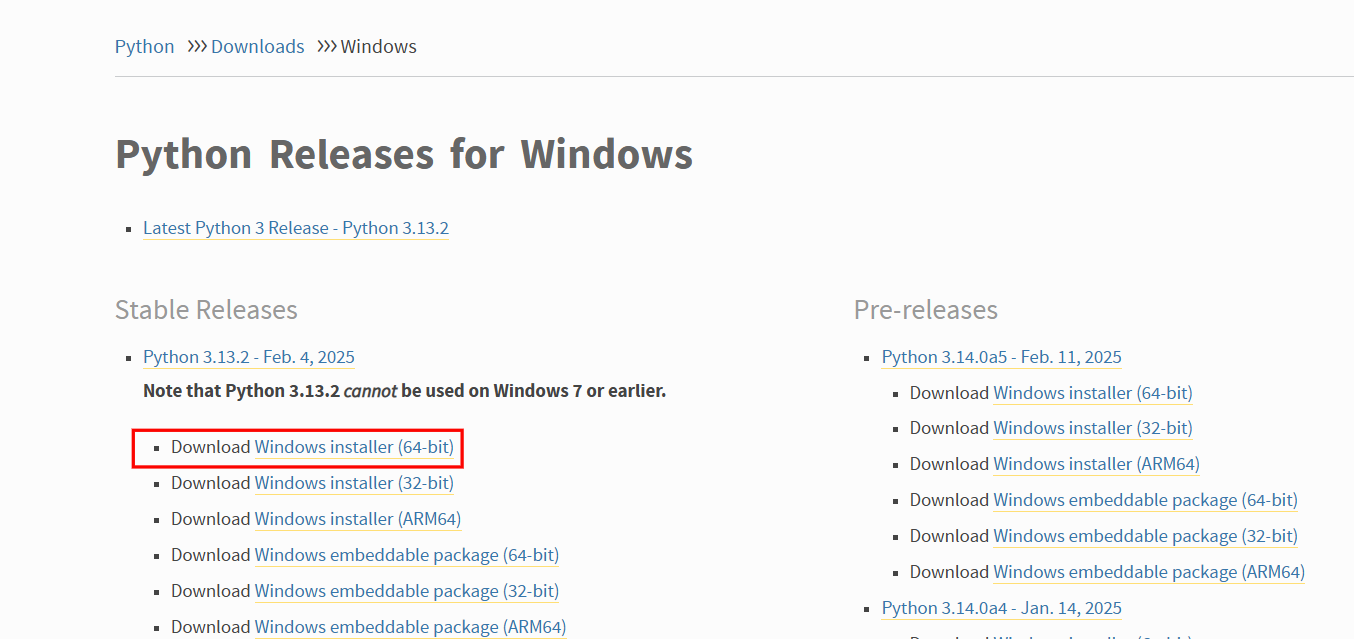 Python >>> Downloads >>> Windows
Python Releases for Windows
Latest Python 3 Release - Python 3.13.2
Stable Releases
Python 3.13.2 - Feb. 4, 2025
Note that Python 3.13.2 cannot be used on Windows 7 or earlier.
Download Windows installer (64-bit)
Download Windows installer (32-bit)
Download Windows installer (ARM64)
Download Windows embeddable package (64-bit)
Download Windows embeddable package (32-bit)
Download Windows embeddable package (ARM64)
Pre-releases
Python 3.14.0a5 - Feb. 11, 2025
Download Windows installer (64-bit)
Download Windows installer (32-bit)
Download Windows installer (ARM64)
Download Windows embeddable package (64-bit)
Download Windows embeddable package (32-bit)
Download Windows embeddable package (ARM64)
Python 3.14.0a4 - Jan. 14, 2025